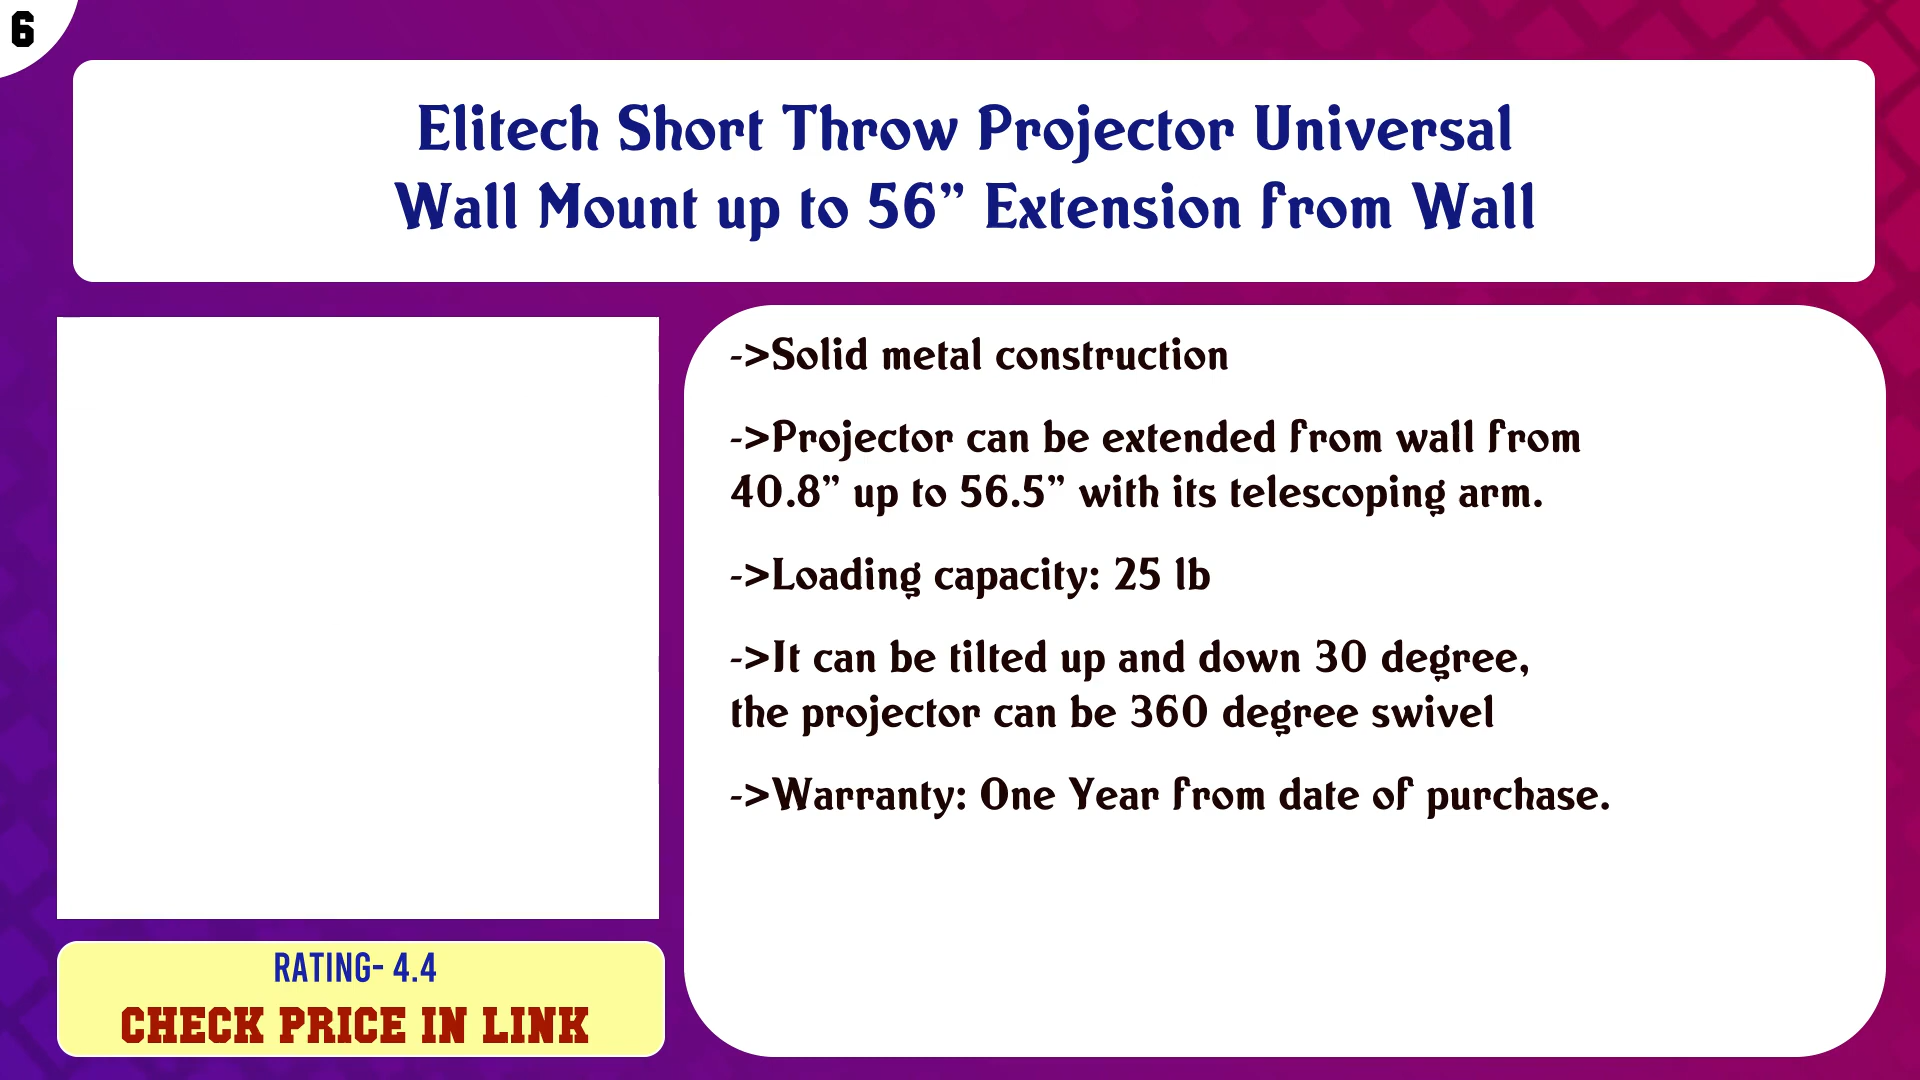 6
Elitech Short Throw Projector Universal
Wall Mount up to 56” Extension from Wall
->Solid metal construction
->Projector can be extended from wall from
40.8” up to 56.5” with its telescoping arm.
->Loading capacity: 25 lb
->It can be tilted up and down 30 degree,
the projector can be 360 degree swivel
->Warranty: One Year from date of purchase.
RATING- 4.4
CHECK PRICE IN LINK